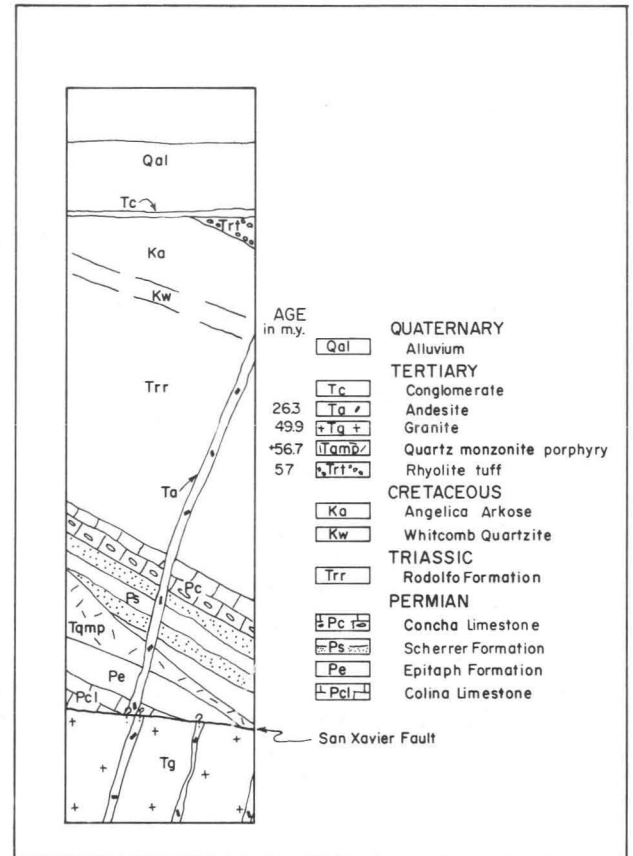 Qal
Tc
Trt
Ka
Kw
Trr
Ta
Pc
Ps
Tqmp
Pe
Pcl
? ?
Tg
San Xavier Fault
AGE
in m.y.
QUATERNARY
Qal Alluvium
TERTIARY
Tc Conglomerate
26.3 Ta Andesite
49.9 +Tg + Granite
+56.7 Tqmp Quartz monzonite porphyry
57 Trt Rhyolite tuff
CRETACEOUS
Ka Angelica Arkose
Kw Whitcomb Quartzite
TRIASSIC
Trr Rodolfo Formation
PERMIAN
Pc Concha Limestone
Ps Scherrer Formation
Pe Epitaph Formation
Pcl Colina Limestone